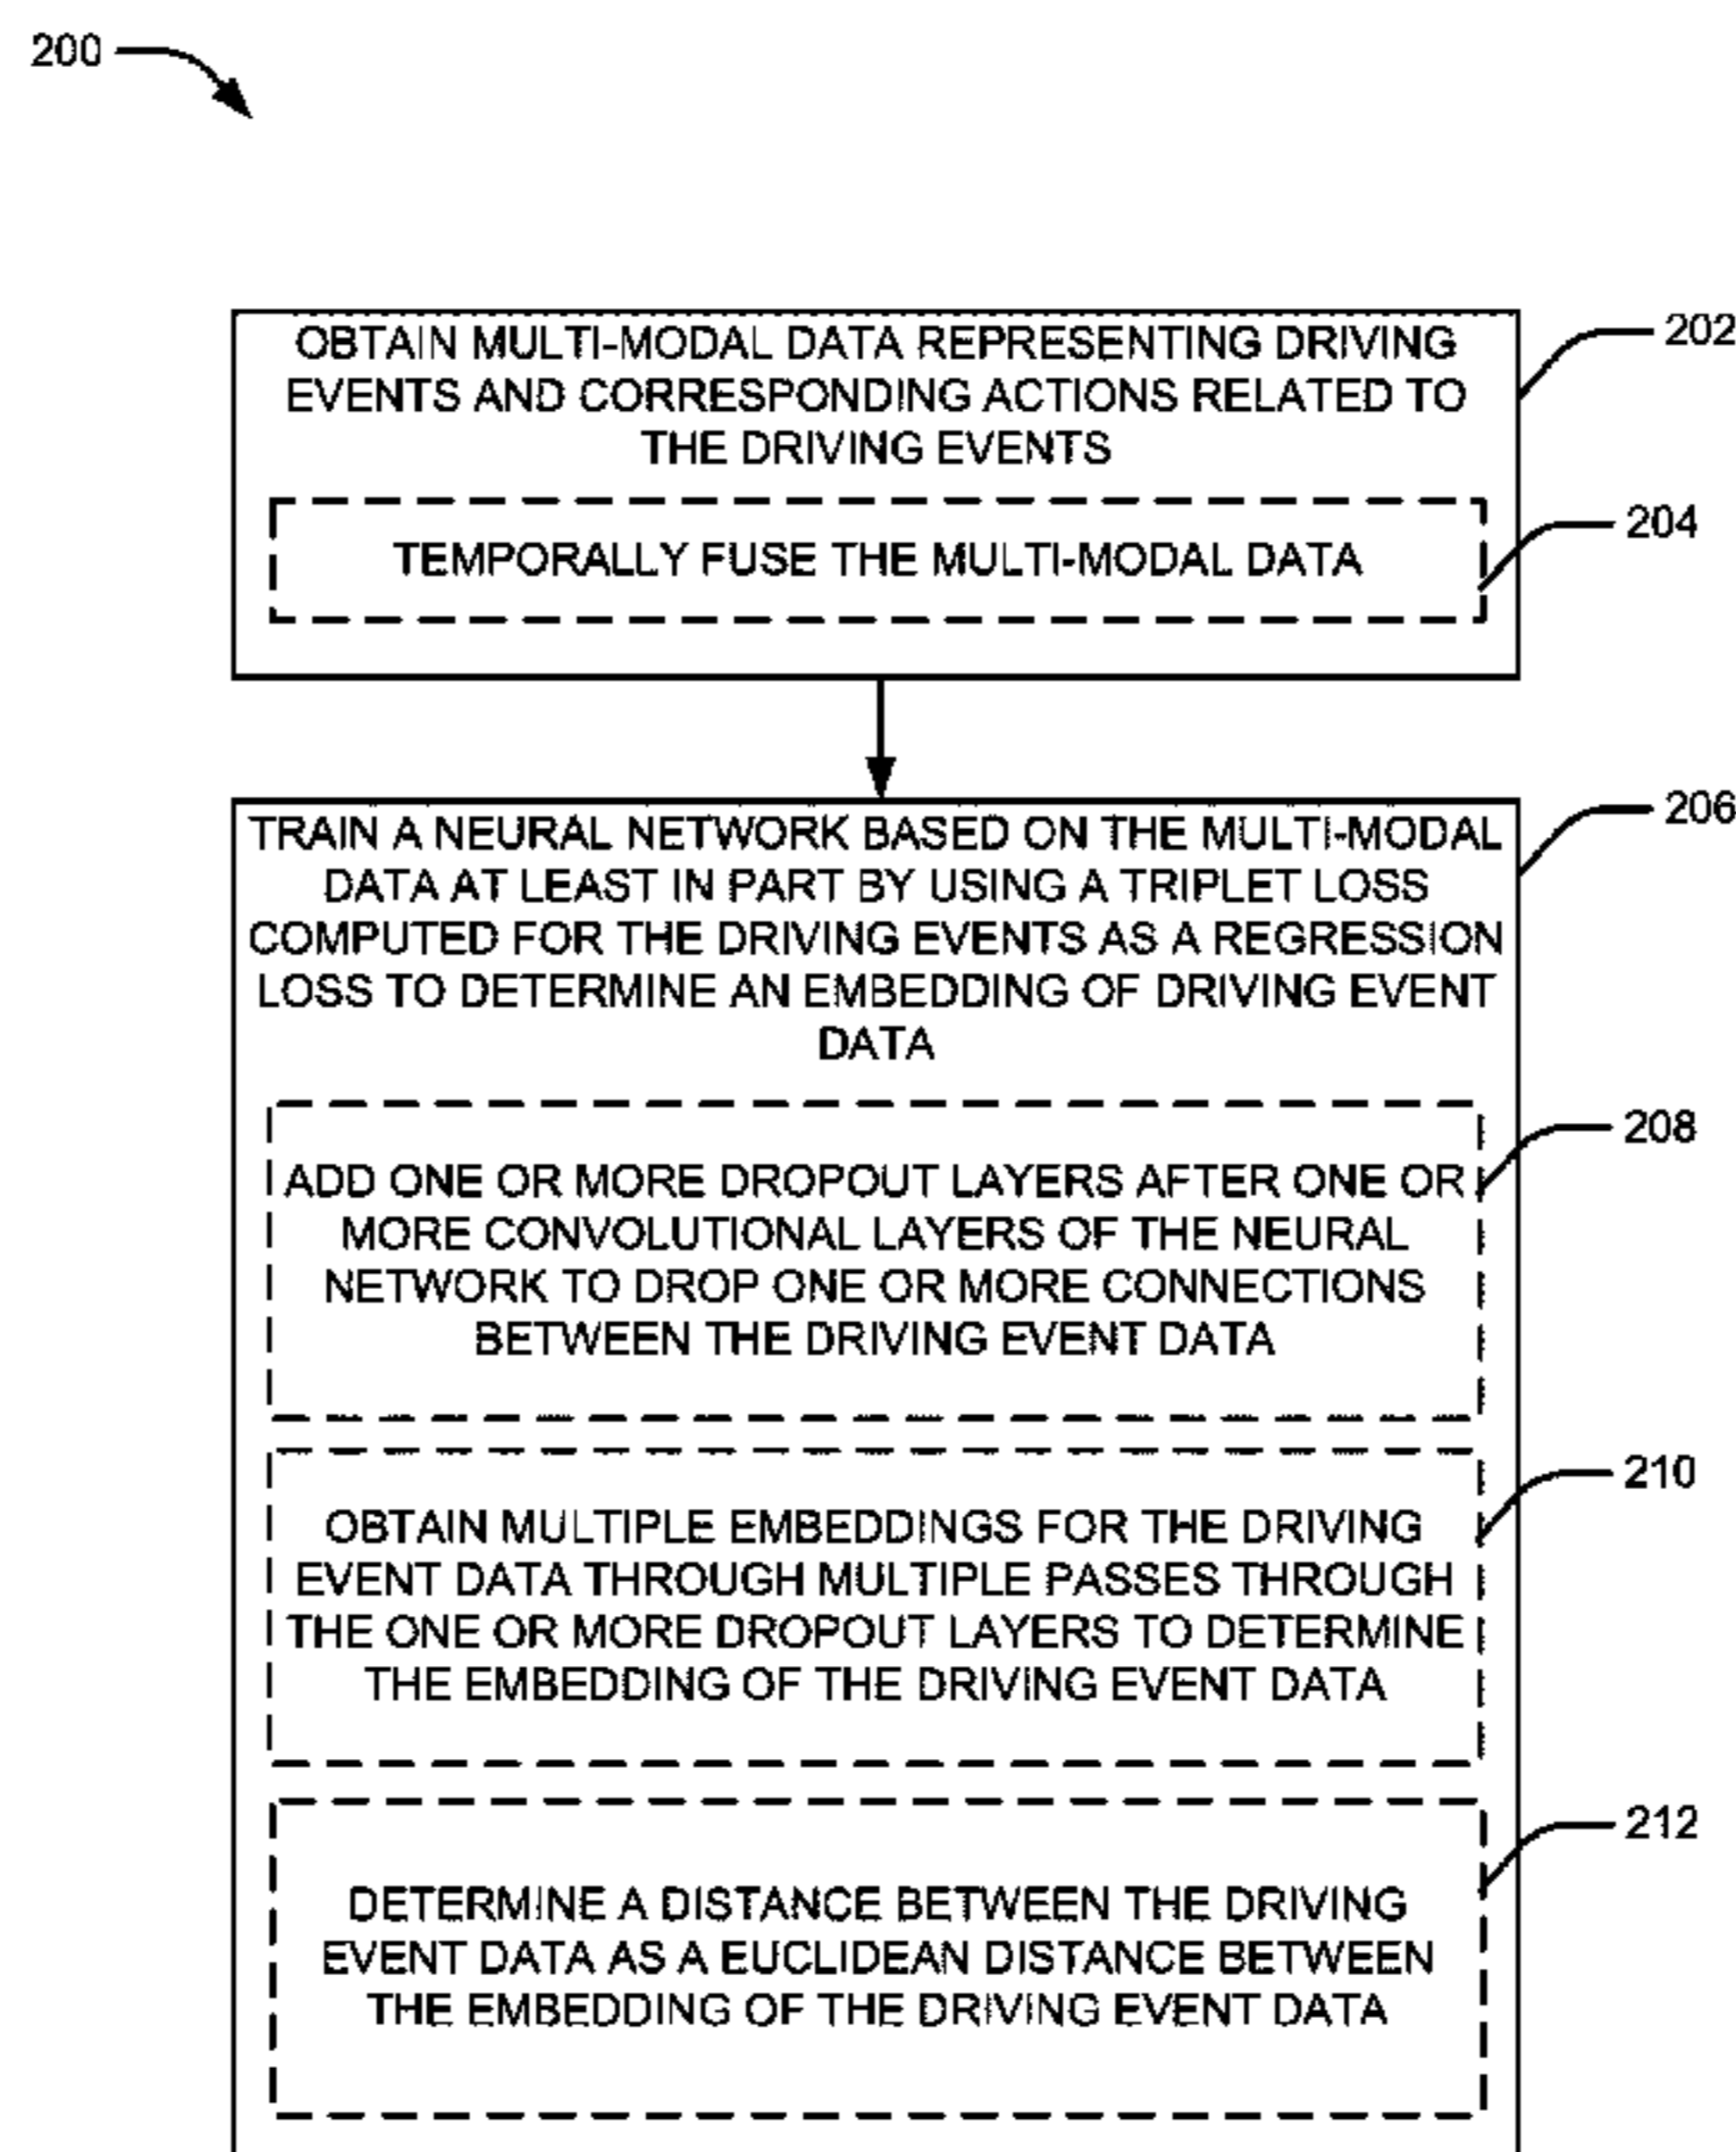 200
OBTAIN MULTI-MODAL DATA REPRESENTING DRIVING
EVENTS AND CORRESPONDING ACTIONS RELATED TO
THE DRIVING EVENTS
202
TEMPORALLY FUSE THE MULTI-MODAL DATA
204
TRAIN A NEURAL NETWORK BASED ON THE MULTI-MODAL
DATA AT LEAST IN PART BY USING A TRIPLET LOSS
COMPUTED FOR THE DRIVING EVENTS AS A REGRESSION
LOSS TO DETERMINE AN EMBEDDING OF DRIVING EVENT
DATA
206
ADD ONE OR MORE DROPOUT LAYERS AFTER ONE OR
MORE CONVOLUTIONAL LAYERS OF THE NEURAL
NETWORK TO DROP ONE OR MORE CONNECTIONS
BETWEEN THE DRIVING EVENT DATA
208
OBTAIN MULTIPLE EMBEDDINGS FOR THE DRIVING
EVENT DATA THROUGH MULTIPLE PASSES THROUGH
THE ONE OR MORE DROPOUT LAYERS TO DETERMINE
THE EMBEDDING OF THE DRIVING EVENT DATA
210
DETERMINE A DISTANCE BETWEEN THE DRIVING
EVENT DATA AS A EUCLIDEAN DISTANCE BETWEEN
THE EMBEDDING OF THE DRIVING EVENT DATA
212